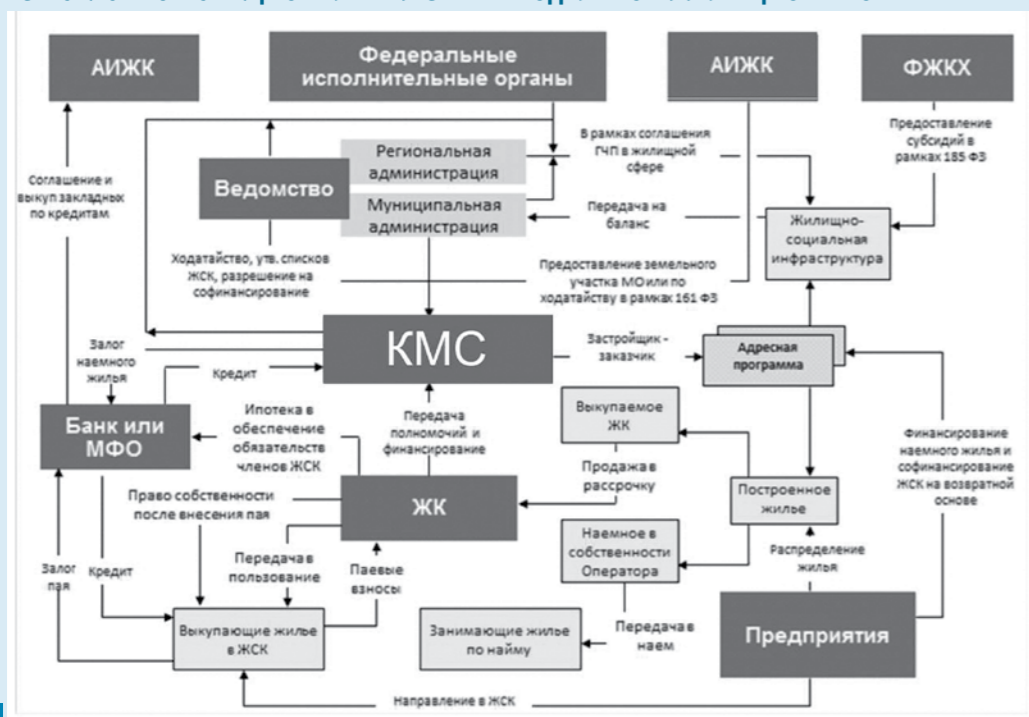 АИЖК
Федеральные
исполнительные органы
АИЖК
ФЖКХ
Соглашение и
выкуп закладных
по кредитам
Ведомство
Региональная
администрация
Муниципальная
администрация
В рамках соглашения
ГЧП в жилищной
сфере
Передача на
баланс
Предоставление
субсидий в
рамках 185 ФЗ
Жилищно-
социальная
инфраструктура
Ходатайство, утв. списков
ЖСК, разрешение на
софинансирование
Предоставление земельного
участка МО или по
ходатайству в рамках 161 ФЗ
КМС
Застройщик -
заказчик
Адресная
программа
Залог
наемного
жилья
Кредит
Банк или
МФО
Ипотека в
обеспечение
обязательств
членов ЖСК
Передача
полномочий и
финансирование
Выкупаемое
ЖК
Продажа в
рассрочку
Финансирование
наемного жилья и
софинансирование
ЖСК на возвратной
основе
Право собственности
после внесения пая
ЖК
Построенное
жилье
Наемное в
собственности
Оператора
Распределение
жилья
Залог
пая
Кредит
Передача в
пользование
Паевые
взносы
Выкупающие жилье
в ЖСК
Занимающие жилье
по найму
Передача в
наем
Предприятия
Направление в ЖСК